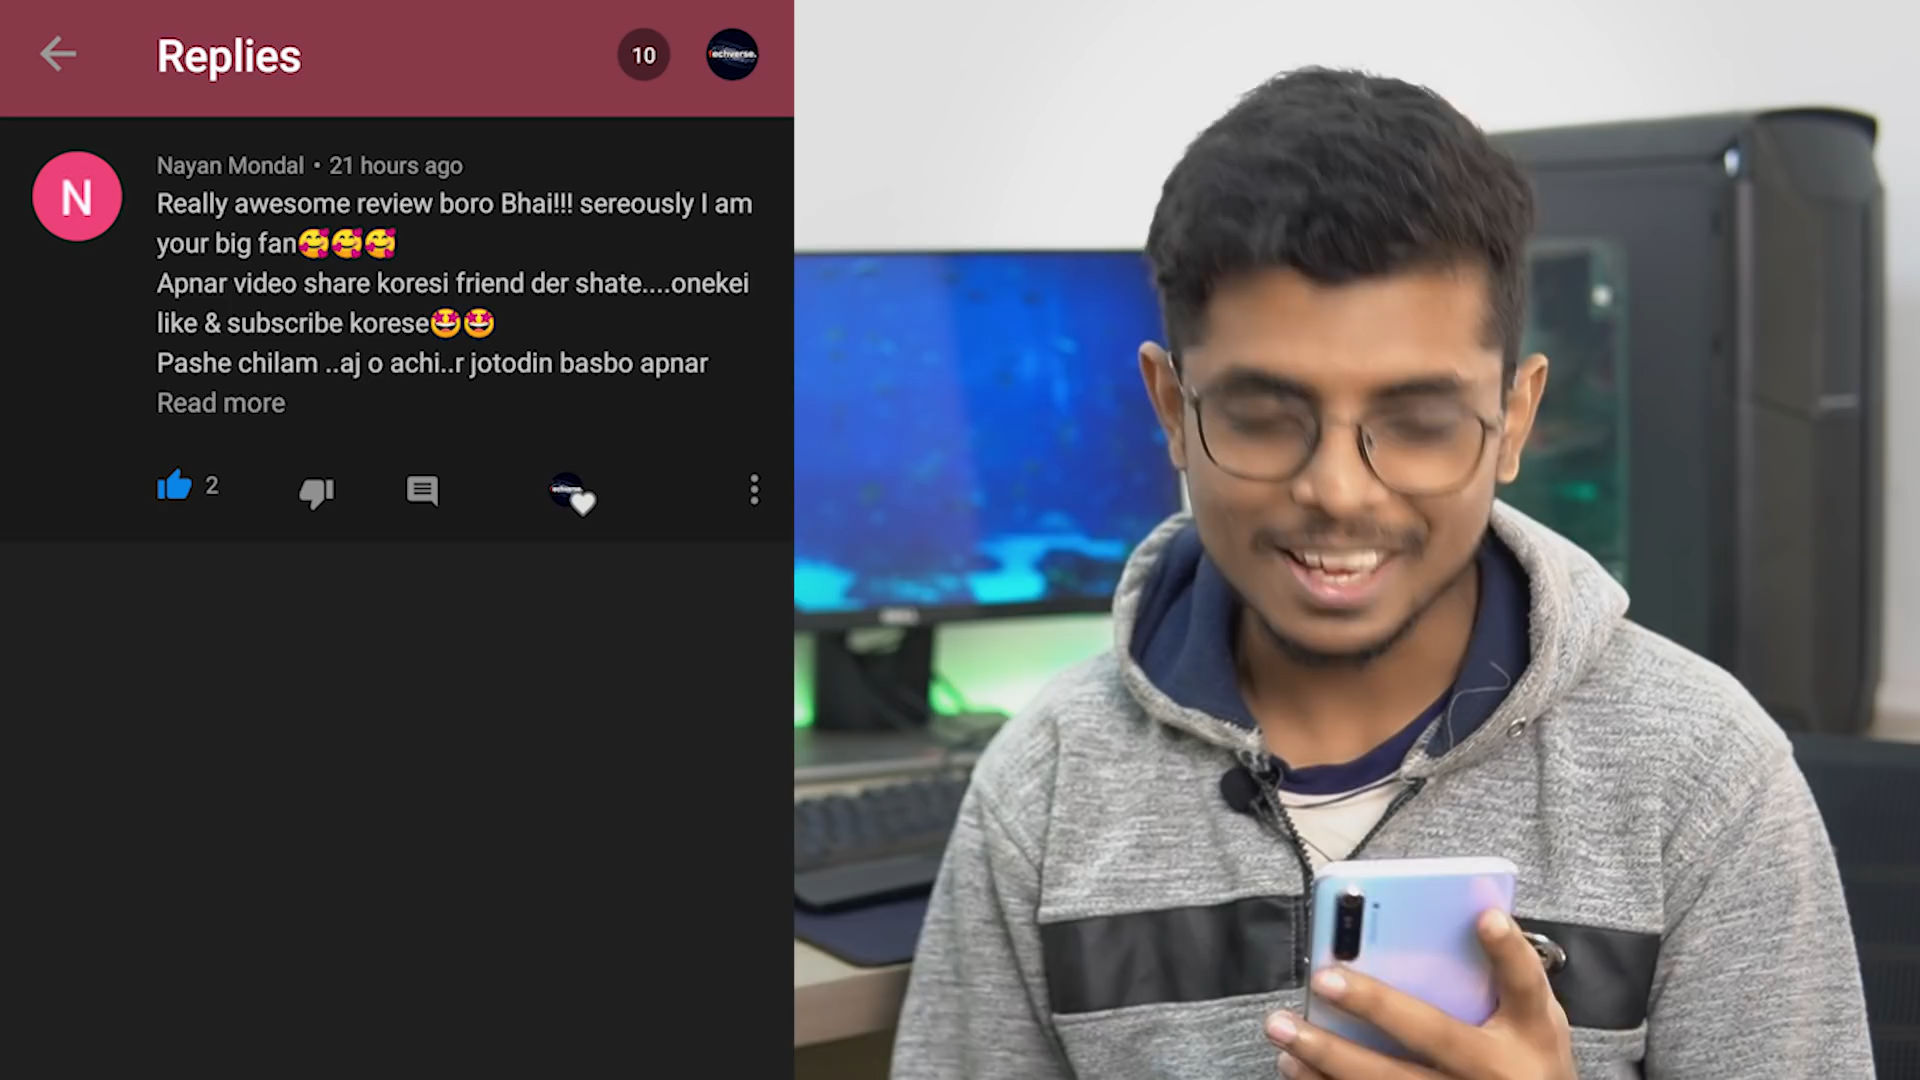 Replies
10
Techverse.
N
Nayan Mondal • 21 hours ago
Really awesome review boro Bhai!!! sereously I am
your big fan🥰🥰🥰
Apnar video share koresi friend der shate....onekei
like & subscribe korese🤩🤩
Pashe chilam ..aj o achi..r jotodin basbo apnar
Read more
2
DELL